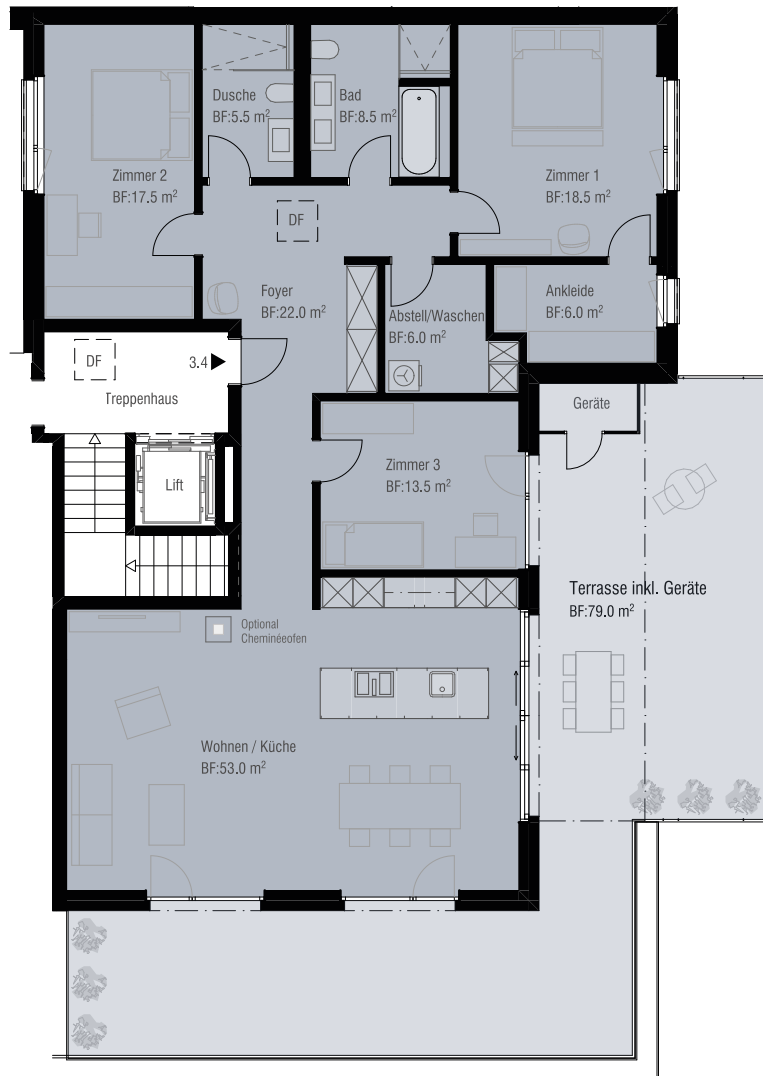 Dusche
BF:5.5 m²
Bad
BF:8.5 m²
Zimmer 2
BF:17.5 m²
Zimmer 1
BF:18.5 m²
DF
Foyer
BF:22.0 m²
Abstell/Waschen
BF:6.0 m²
Ankleide
BF:6.0 m²
DF
3.4
Treppenhaus
Geräte
Zimmer 3
BF:13.5 m²
Lift
Terrasse inkl. Geräte
BF:79.0 m²
Optional
Cheminéeofen
Wohnen / Küche
BF:53.0 m²